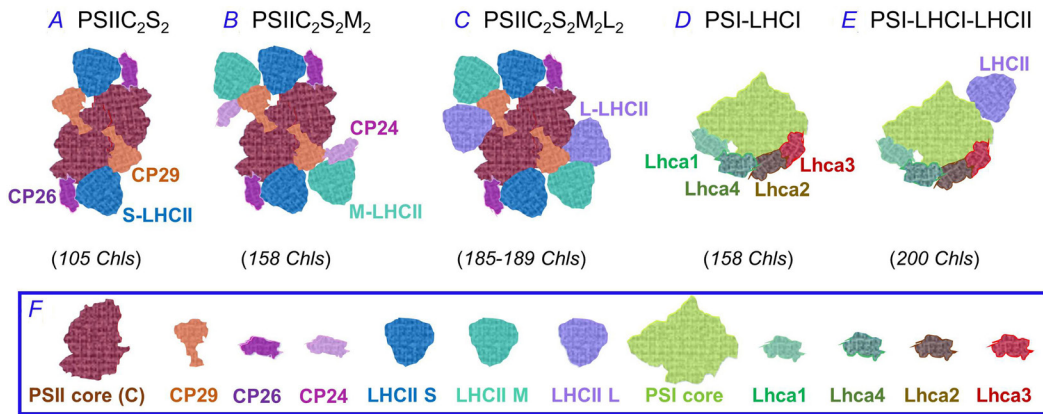 A PSIIC₂S₂
B PSIIC₂S₂M₂
C PSIIC₂S₂M₂L₂
D PSI-LHCI
E PSI-LHCI-LHCII
LHCII
L-LHCII
CP24
CP29
CP26
S-LHCII
M-LHCII
Lhca1
Lhca4
Lhca2
Lhca3
(105 Chls)
(158 Chls)
(185-189 Chls)
(158 Chls)
(200 Chls)
F
PSII core (C)
CP29
CP26
CP24
LHCII S
LHCII M
LHCII L
PSI core
Lhca1
Lhca4
Lhca2
Lhca3